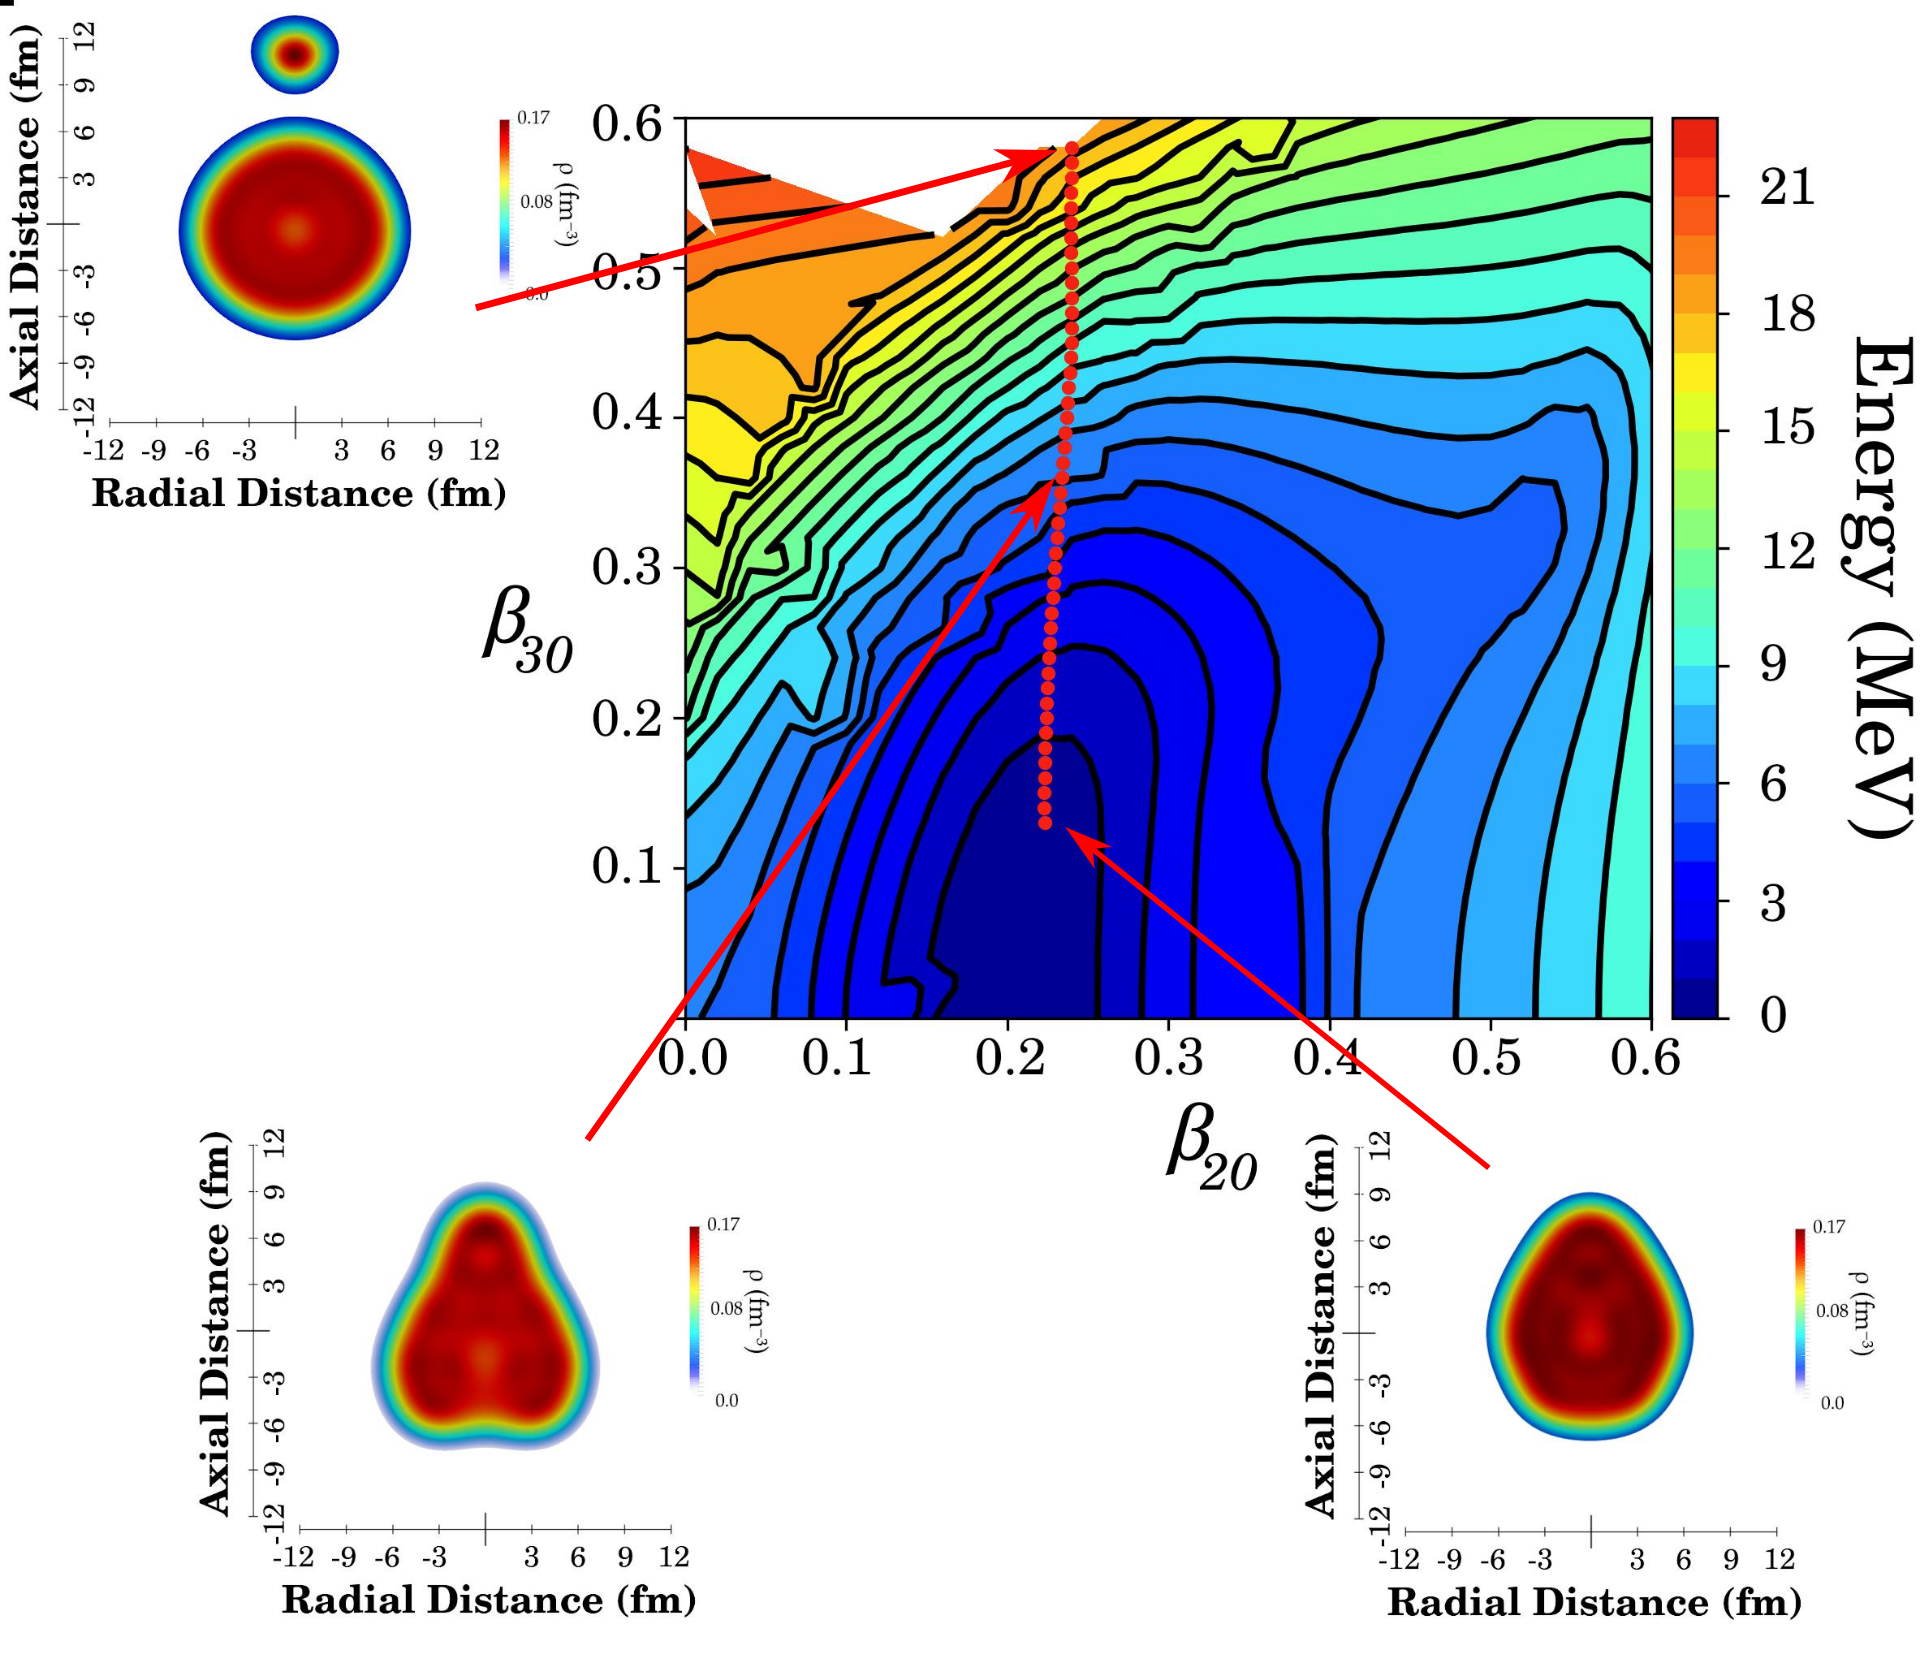 Axial Distance (fm)
12
9
6
3
-3
-6
-9
-12
-12 -9 -6 -3 3 6 9 12
Radial Distance (fm)
0.17
0.08
0.0
ρ (fm⁻³)
0.6
0.5
0.4
0.3
0.2
0.1
β30
0.0 0.1 0.2 0.3 0.4 0.5 0.6
β20
21
18
15
12
9
6
3
0
Energy (MeV)
Axial Distance (fm)
12
9
6
3
-3
-6
-9
-12
-12 -9 -6 -3 3 6 9 12
Radial Distance (fm)
0.17
0.08
0.0
ρ (fm⁻³)
Axial Distance (fm)
12
9
6
3
-3
-6
-9
-12
-12 -9 -6 -3 3 6 9 12
Radial Distance (fm)
0.17
0.08
0.0
ρ (fm⁻³)